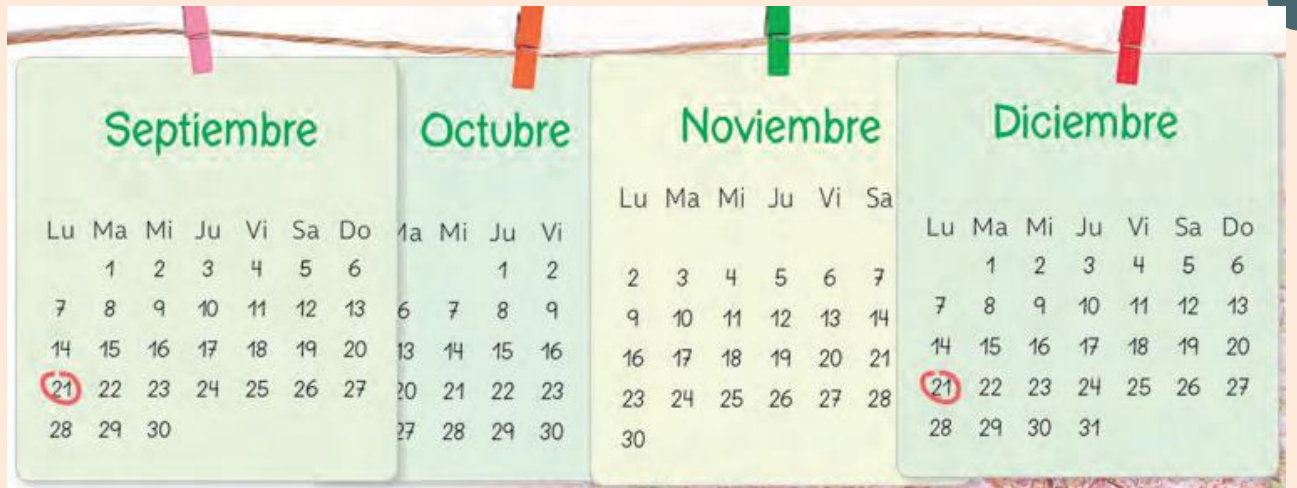 Septiembre
Lu Ma Mi Ju Vi Sa Do
1 2 3 4 5 6
7 8 9 10 11 12 13
14 15 16 17 18 19 20
21 22 23 24 25 26 27
28 29 30
Octubre
Mi Ju Vi
1 2
6 7 8 9
13 14 15 16
20 21 22 23
27 28 29 30
Noviembre
Lu Ma Mi Ju Vi Sa
2 3 4 5 6 7
9 10 11 12 13 14
16 17 18 19 20 21
23 24 25 26 27 28
30
Diciembre
Lu Ma Mi Ju Vi Sa Do
1 2 3 4 5 6
7 8 9 10 11 12 13
14 15 16 17 18 19 20
21 22 23 24 25 26 27
28 29 30 31